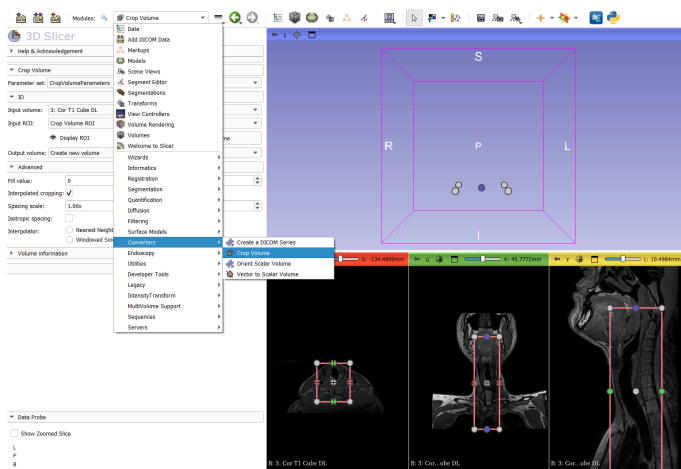 Modules:
Crop Volume
3D Slicer
Help & Acknowledgement
Crop Volume
Parameter set: CropVolumeParameters
IO
Input volume: 3: Cor T1 Cube DL
Input ROI: Crop Volume ROI
Display ROI
Output volume: Create new volume
Advanced
Fill value: 0
Interpolated cropping:
Spacing scale: 1.00x
Isotropic spacing:
Interpolator: Nearest Neighb
Windowed Sin
Volume information
Data
Add DICOM Data
Markups
Models
Scene Views
Segment Editor
Segmentations
Transforms
View Controllers
Volume Rendering
Volumes
Welcome to Slicer
Wizards
Informatics
Registration
Segmentation
Quantification
Diffusion
Filtering
Surface Models
Converters
Endoscopy
Utilities
Developer Tools
Legacy
IntensityTransform
MultiVolume Support
Sequences
Servers
Create a DICOM Series
Crop Volume
Orient Scalar Volume
Vector to Scalar Volume
1
S
R
P
L
I
S: -134.4803mm
G
A: 45.7772mm
Y
L: 10.4984mm
B: 3: Cor T1 Cube DL
B: 3: Cor...ube DL
B: 3: Cor...ube DL
Data Probe
Show Zoomed Slice
L
F
B